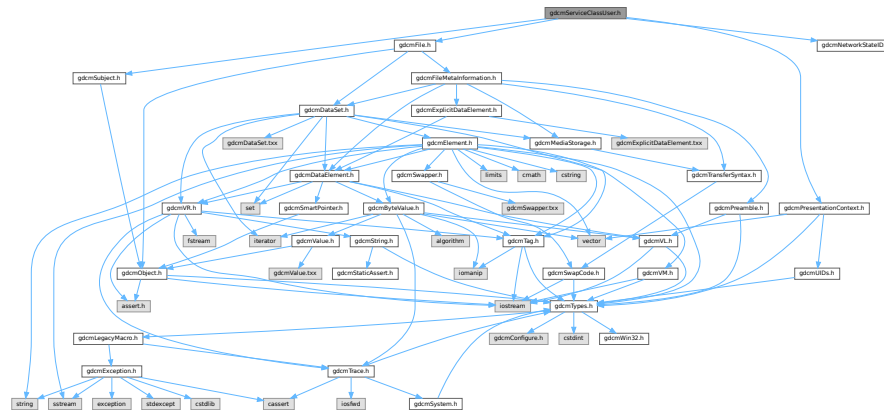 gdcmServiceClassUser.h
gdcmFile.h
gdcmNetworkStateID
gdcmSubject.h
gdcmFileMetaInformation.h
gdcmDataSet.h
gdcmExplicitDataElement.h
gdcmDataSet.txx
gdcmElement.h
gdcmMediaStorage.h
gdcmExplicitDataElement.txx
gdcmDataElement.h
gdcmSwapper.h
limits
cmath
cstring
gdcmTransferSyntax.h
gdcmVR.h
set
gdcmSmartPointer.h
gdcmByteValue.h
gdcmSwapper.txx
gdcmPreamble.h
gdcmPresentationContext.h
fstream
iterator
gdcmValue.h
gdcmString.h
algorithm
gdcmTag.h
vector
gdcmVL.h
gdcmObject.h
gdcmValue.txx
gdcmStaticAssert.h
iomanip
gdcmSwapCode.h
gdcmVM.h
gdcmUIDs.h
assert.h
iostream
gdcmTypes.h
gdcmLegacyMacro.h
gdcmConfigure.h
cstdint
gdcmWin32.h
gdcmException.h
gdcmTrace.h
string
sstream
exception
stdexcept
cstdlib
cassert
iosfwd
gdcmSystem.h